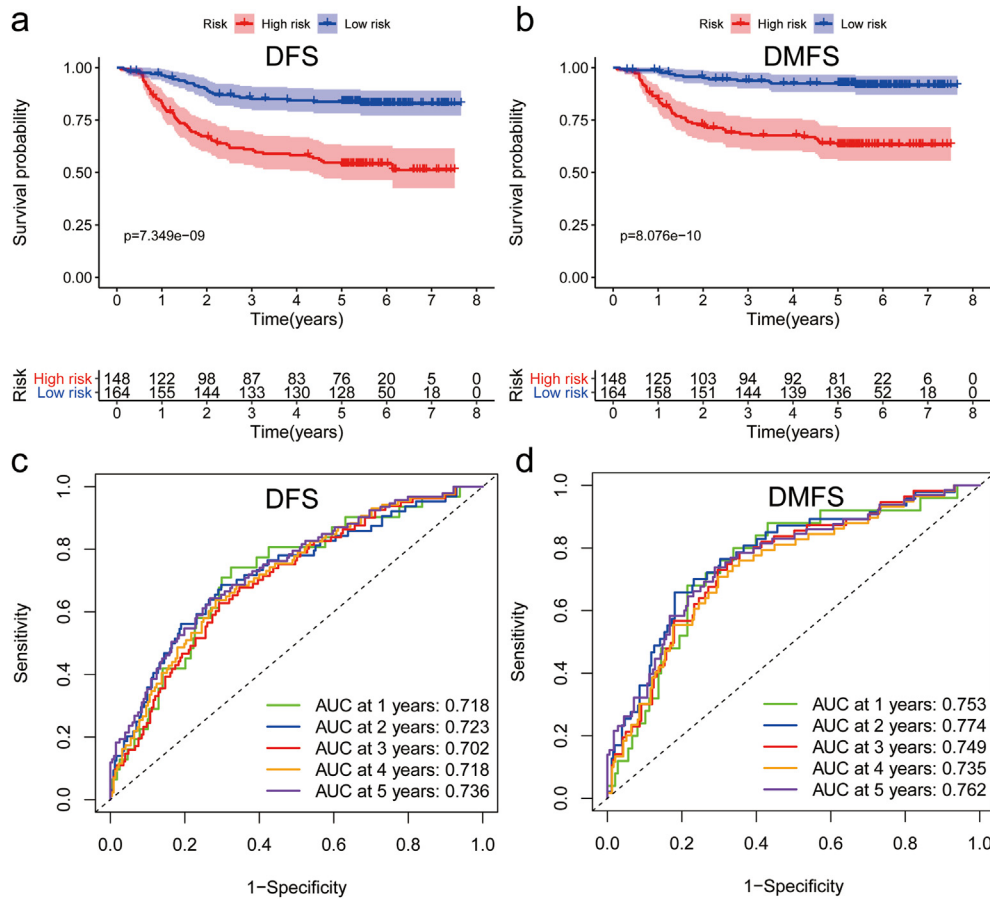 a
Risk High risk Low risk
DFS
Survival probability
1.00
0.75
0.50
0.25
0.00
p=7.349e−09
0 1 2 3 4 5 6 7 8
Time(years)
Risk
High risk 148 122 98 87 83 76 20 5 0
Low risk 164 155 144 133 130 128 50 18 0
0 1 2 3 4 5 6 7 8
Time(years)
b
Risk High risk Low risk
DMFS
Survival probability
1.00
0.75
0.50
0.25
0.00
p=8.076e−10
0 1 2 3 4 5 6 7 8
Time(years)
Risk
High risk 148 125 103 94 92 81 22 6 0
Low risk 164 158 151 144 139 136 52 18 0
0 1 2 3 4 5 6 7 8
Time(years)
c
DFS
Sensitivity
1.0
0.8
0.6
0.4
0.2
0.0
AUC at 1 years: 0.718
AUC at 2 years: 0.723
AUC at 3 years: 0.702
AUC at 4 years: 0.718
AUC at 5 years: 0.736
0.0 0.2 0.4 0.6 0.8 1.0
1−Specificity
d
DMFS
Sensitivity
1.0
0.8
0.6
0.4
0.2
0.0
AUC at 1 years: 0.753
AUC at 2 years: 0.774
AUC at 3 years: 0.749
AUC at 4 years: 0.735
AUC at 5 years: 0.762
0.0 0.2 0.4 0.6 0.8 1.0
1−Specificity